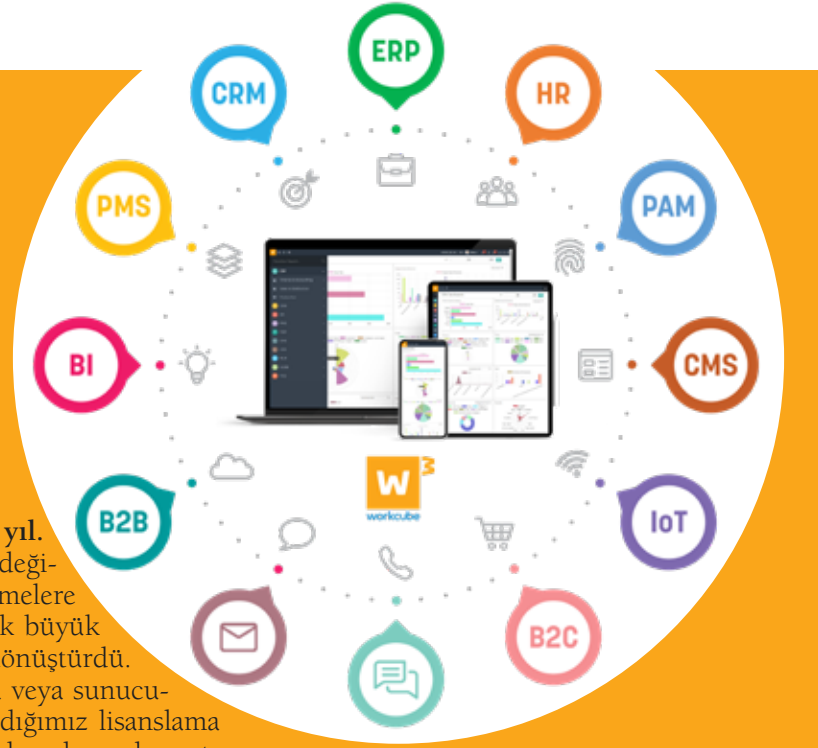 ERP
CRM
HR
PMS
PAM
BI
CMS
W3
workcube
B2B
IoT
B2C
yıl.
deği-
melere
k büyük
önüştürdü.
veya sunucu-
dığımız lisanslama